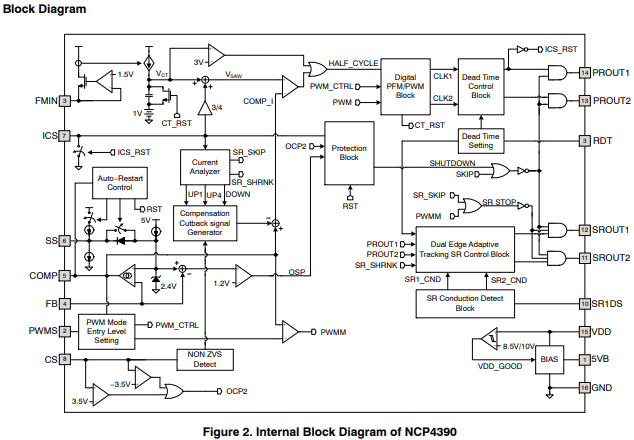 Block Diagram
1.5V
VCT
3V
VSAW
HALF_CYCLE
ICS_RST
FMIN 3
1V
CT_RST
3/4
COMP_I
PWM_CTRL
PWM
Digital
PFM/PWM
Block
CLK1
CLK2
CT_RST
Dead Time
Control
Block
14 PROUT1
13 PROUT2
ICS 7
ICS_RST
Current
Analyzer
SR_SKIP
SR_SHRNK
OCP2
Protection
Block
RST
Dead Time
Setting
3 RDT
SHUTDOWN
SKIP
Auto-Restart
Control
RST
UP1 UP4 DOWN
Compensation
Cutback signal
Generator
SR_SKIP
PWMM
SR STOP
SS 6
5V
PROUT1
PROUT2
SR_SHRNK
Dual Edge Adaptive
Tracking SR Control Block
12 SROUT1
11 SROUT2
COMP 5
2.4V
1.2V
OSP
SR1_CND
SR2_CND
FB 4
SR Conduction Detect
Block
10 SR1DS
PWMS 2
PWM Mode
Entry Level
Setting
PWM_CTRL
PWMM
8.5V/10V
VDD_GOOD
15 VDD
CS 8
NON ZVS
Detect
BIAS
1 5VB
-3.5V
3.5V
OCP2
16 GND
Figure 2. Internal Block Diagram of NCP4390